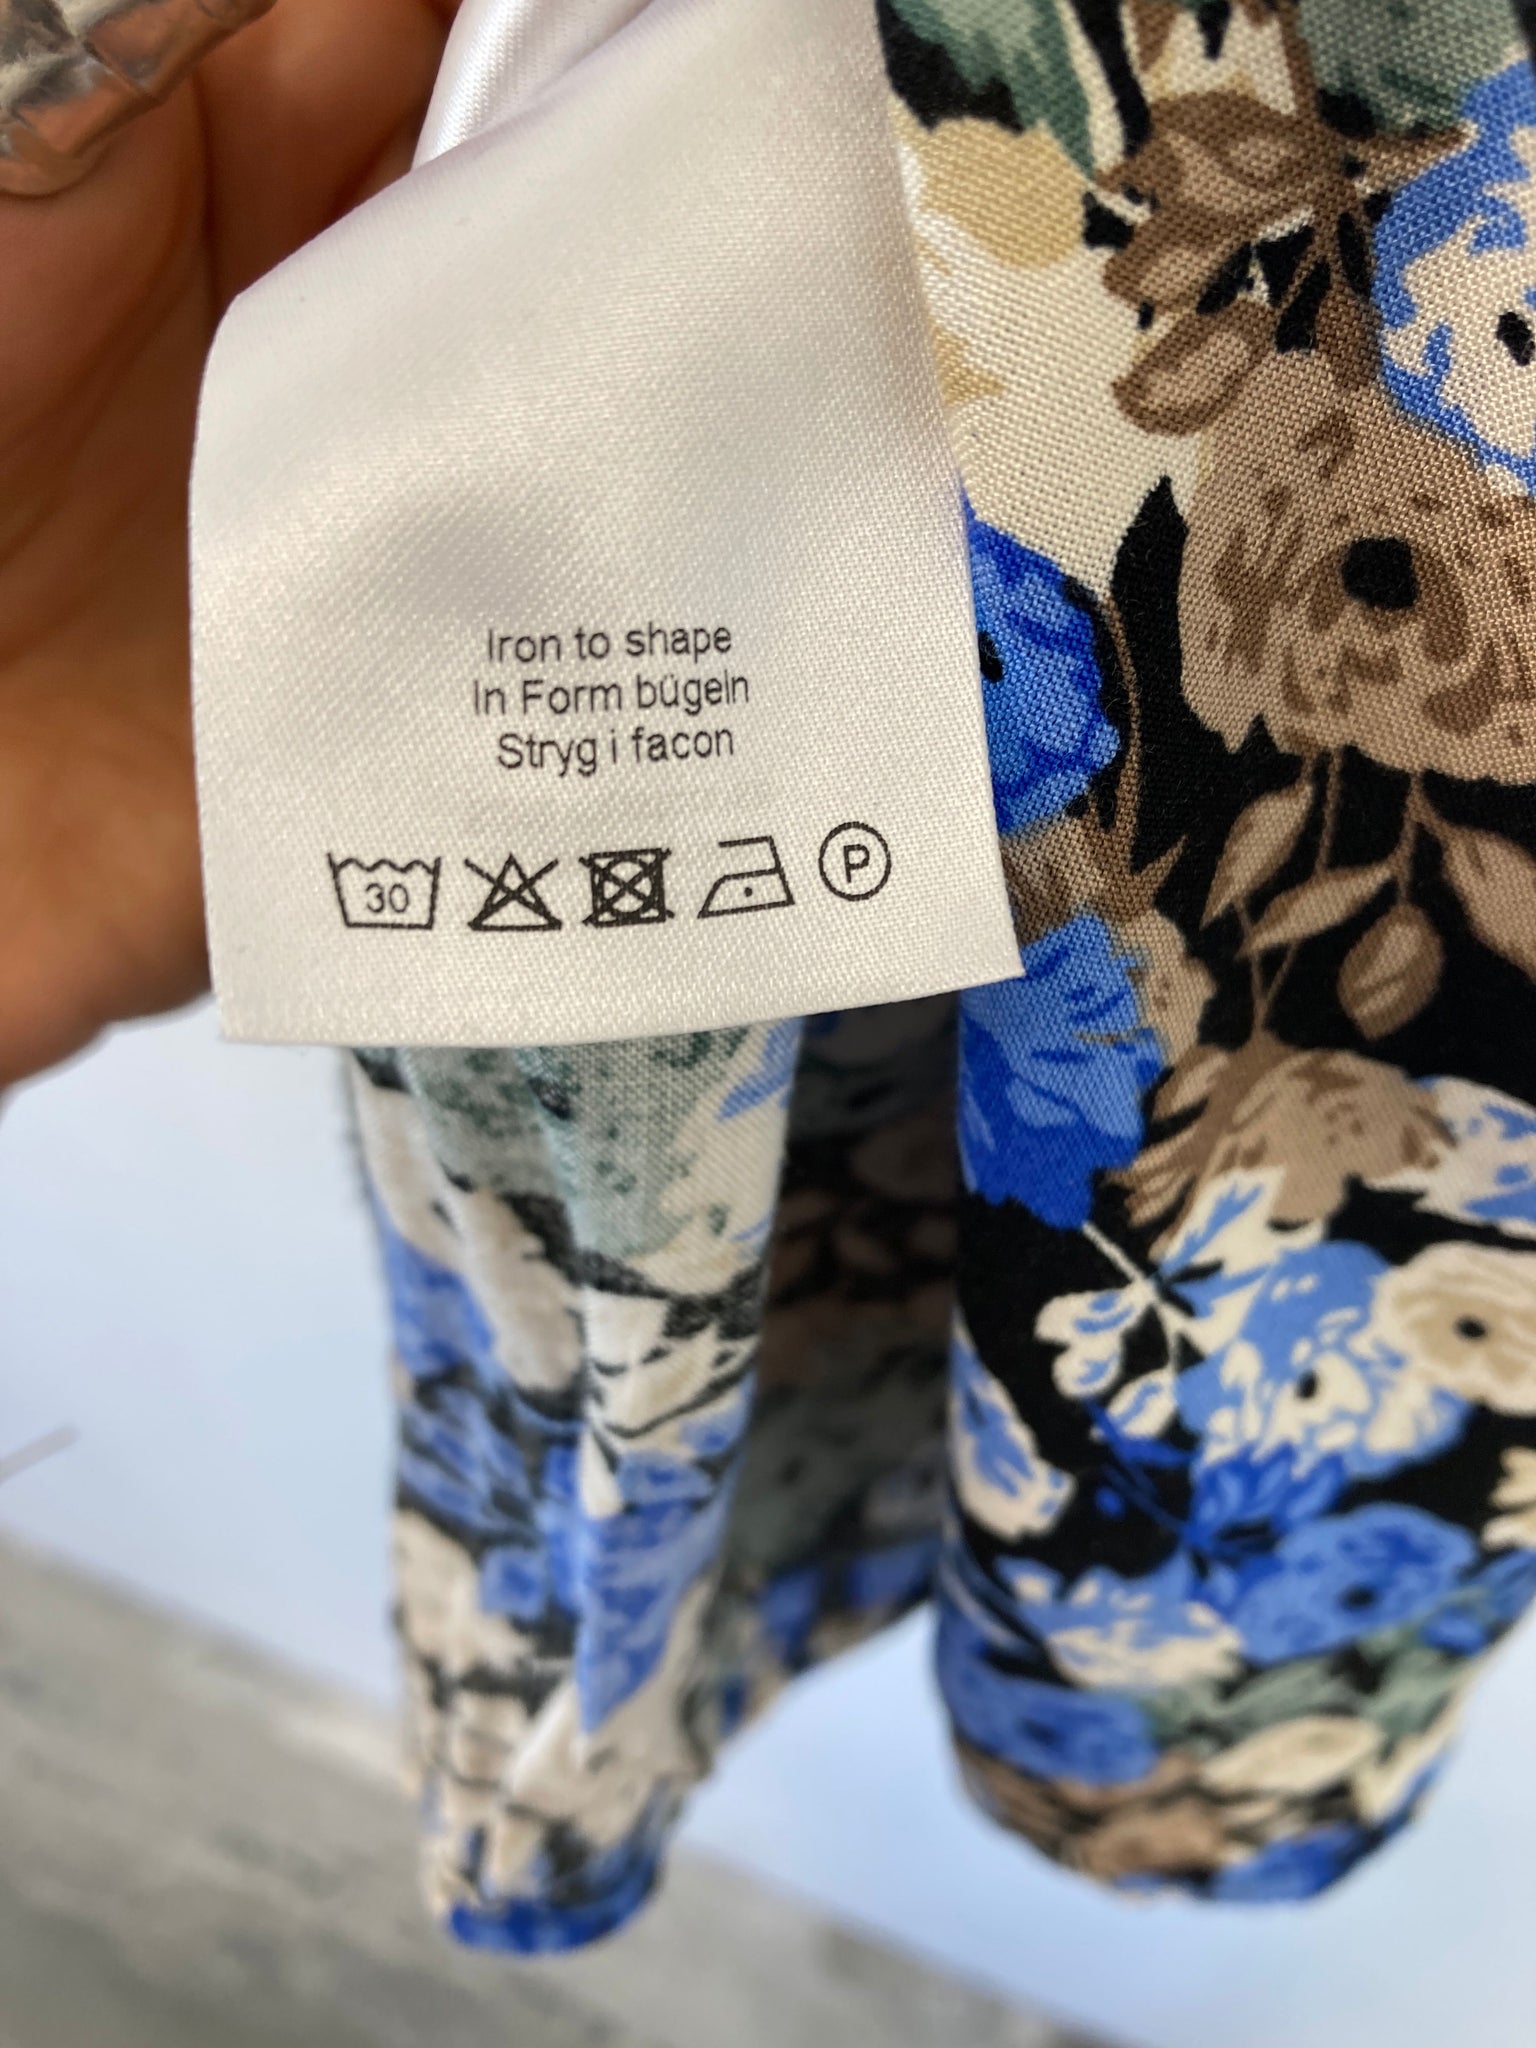 Iron to shape
In Form bügeln
Stryg i facon
30 P